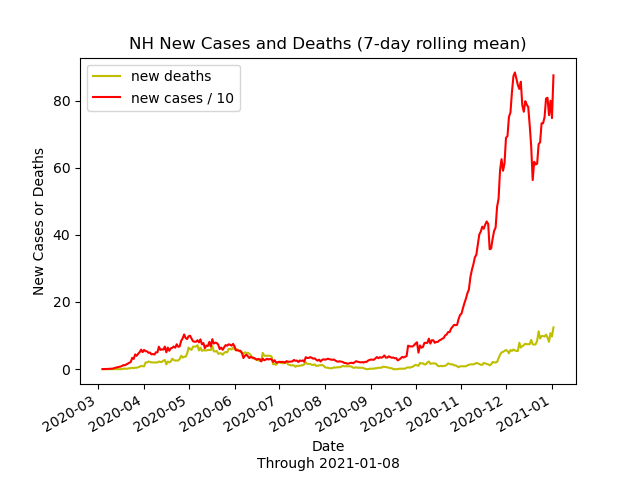 NH New Cases and Deaths (7-day rolling mean)
new deaths
new cases / 10
New Cases or Deaths
80
60
40
20
0
2020-03
2020-04
2020-05
2020-06
2020-07
2020-08
2020-09
2020-10
2020-11
2020-12
2021-01
Date
Through 2021-01-08